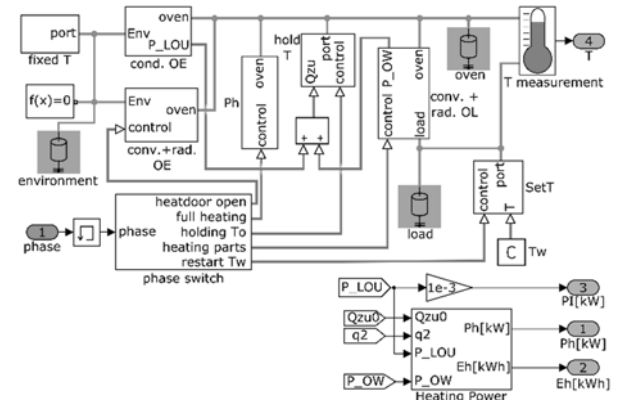 port
fixed T
Env
oven
P_LOU
cond. OE
f(x)=0
Env
oven
control
conv.+rad.
OE
environment
oven
control
Ph
hold
T
port
Qzu
control
+ +
P_OW
oven
control
load
conv. +
rad. OL
oven
T measurement
4
T
load
control
port
T
SetT
C
Tw
1
phase
phase
heatdoor open
full heating
holding To
heating parts
restart Tw
phase switch
P_LOU
1e-3
3
Pl[kW]
Qzu0
q2
P_OW
Qzu0
q2
P_LOU
P_OW
Ph[kW]
Eh[kWh]
Heating Power
1
Ph[kW]
2
Eh[kWh]